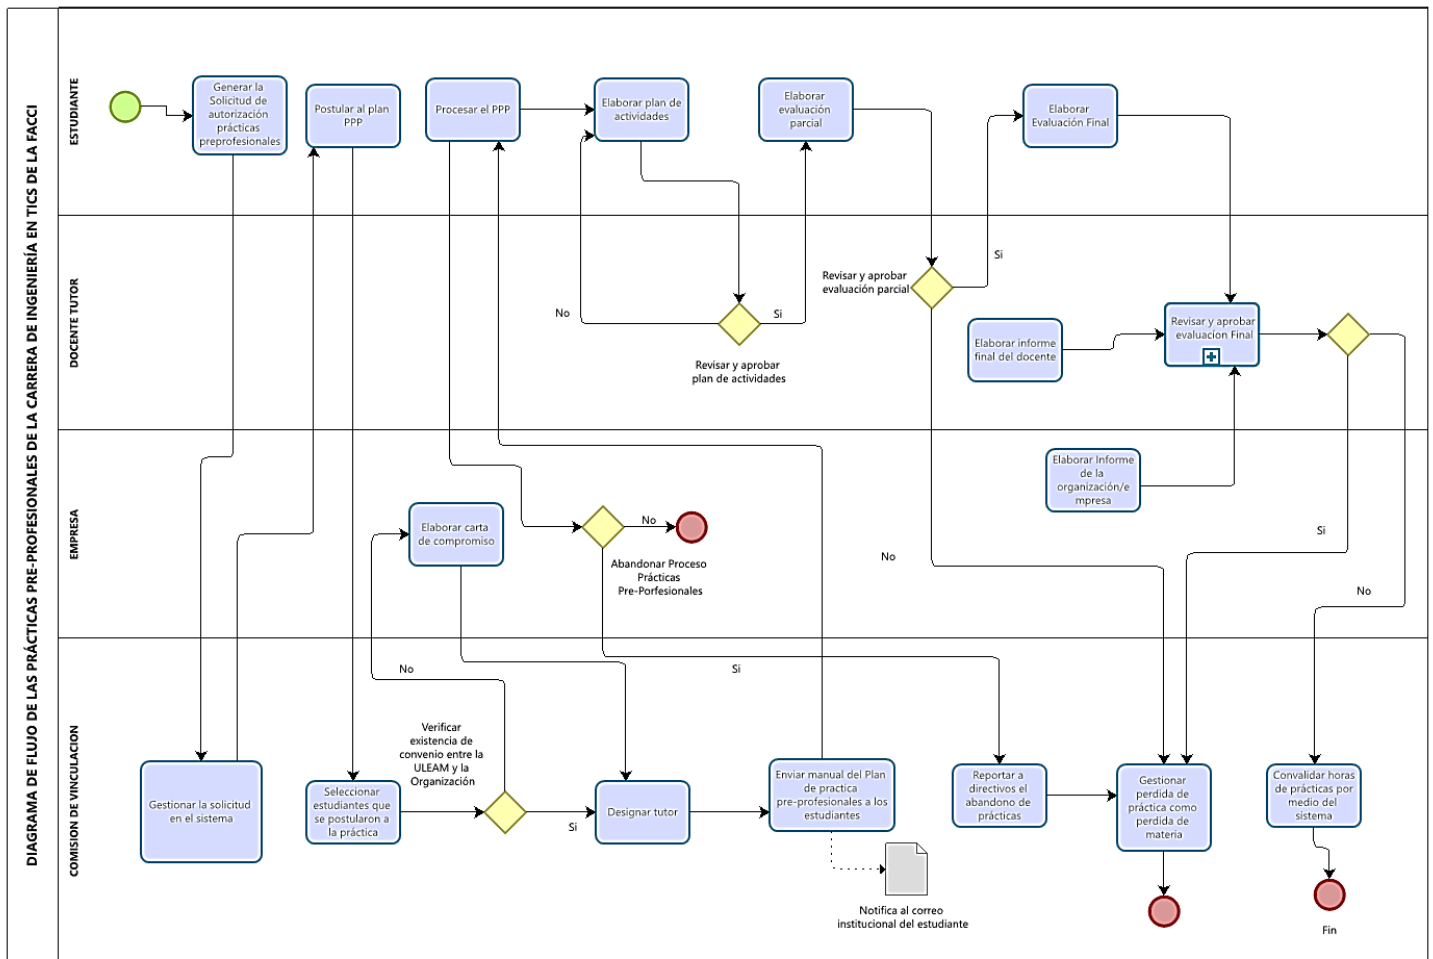 DIAGRAMA DE FLUJO DE LAS PRÁCTICAS PRE-PROFESIONALES DE LA CARRERA DE INGENIERÍA EN TICS DE LA FACCI
ESTUDIANTE
Generar la
Solicitud de
autorización
prácticas
preprofesionales
Postular al plan
PPP
Procesar el PPP
Elaborar plan de
actividades
Elaborar
evaluación
parcial
Elaborar
Evaluación Final
DOCENTE TUTOR
No
Si
Revisar y aprobar
plan de actividades
Revisar y aprobar
evaluación parcial
Si
Elaborar informe
final del docente
Revisar y aprobar
evaluacion Final
EMPRESA
Elaborar carta
de compromiso
No
Abandonar Proceso
Prácticas
Pre-Porfesionales
No
Elaborar Informe
de la
organización/e
mpresa
Si
No
COMISION DE VINCULACION
Gestionar la solicitud
en el sistema
Seleccionar
estudiantes que
se postularon a
la práctica
No
Verificar
existencia de
convenio entre la
ULEAM y la
Organización
Si
Designar tutor
Si
Enviar manual del Plan
de practica
pre-profesionales a los
estudiantes
Notifica al correo
institucional del estudiante
Reportar a
directivos el
abandono de
prácticas
Gestionar
perdida de
práctica como
perdida de
materia
Convalidar horas
de prácticas por
medio del
sistema
Fin